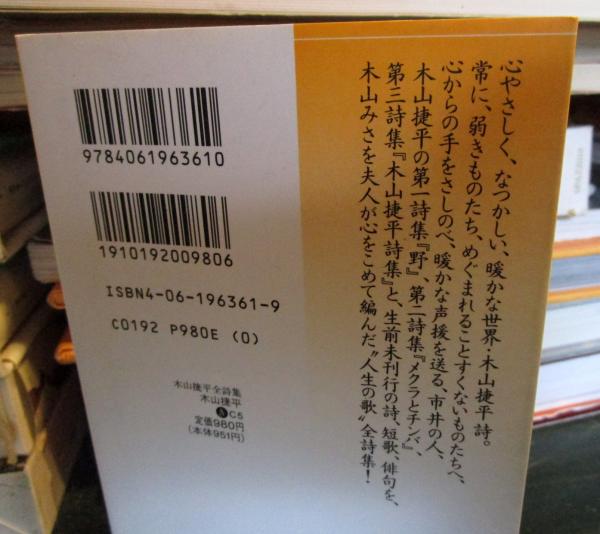 心やさしく、なつかしい、暖かな世界・木山捷平詩。
常に、弱きものたち、めぐまれることすくないものたちへ、
心からの手をさしのべ、暖かな声援を送る、市井の人、
木山捷平の第一詩集『野』、第二詩集『メクラとチンバ』、
第三詩集『木山捷平詩集』と、生前未刊行の詩、短歌、俳句を、
木山みさを夫人が心をこめて編んだ〝人生の歌〟全詩集！
9784061963610
1910192009806
ISBN4-06-196361-9
C0192 P980E (0)
木山捷平全詩集
木山捷平
き C5
定価980円
(本体951円)